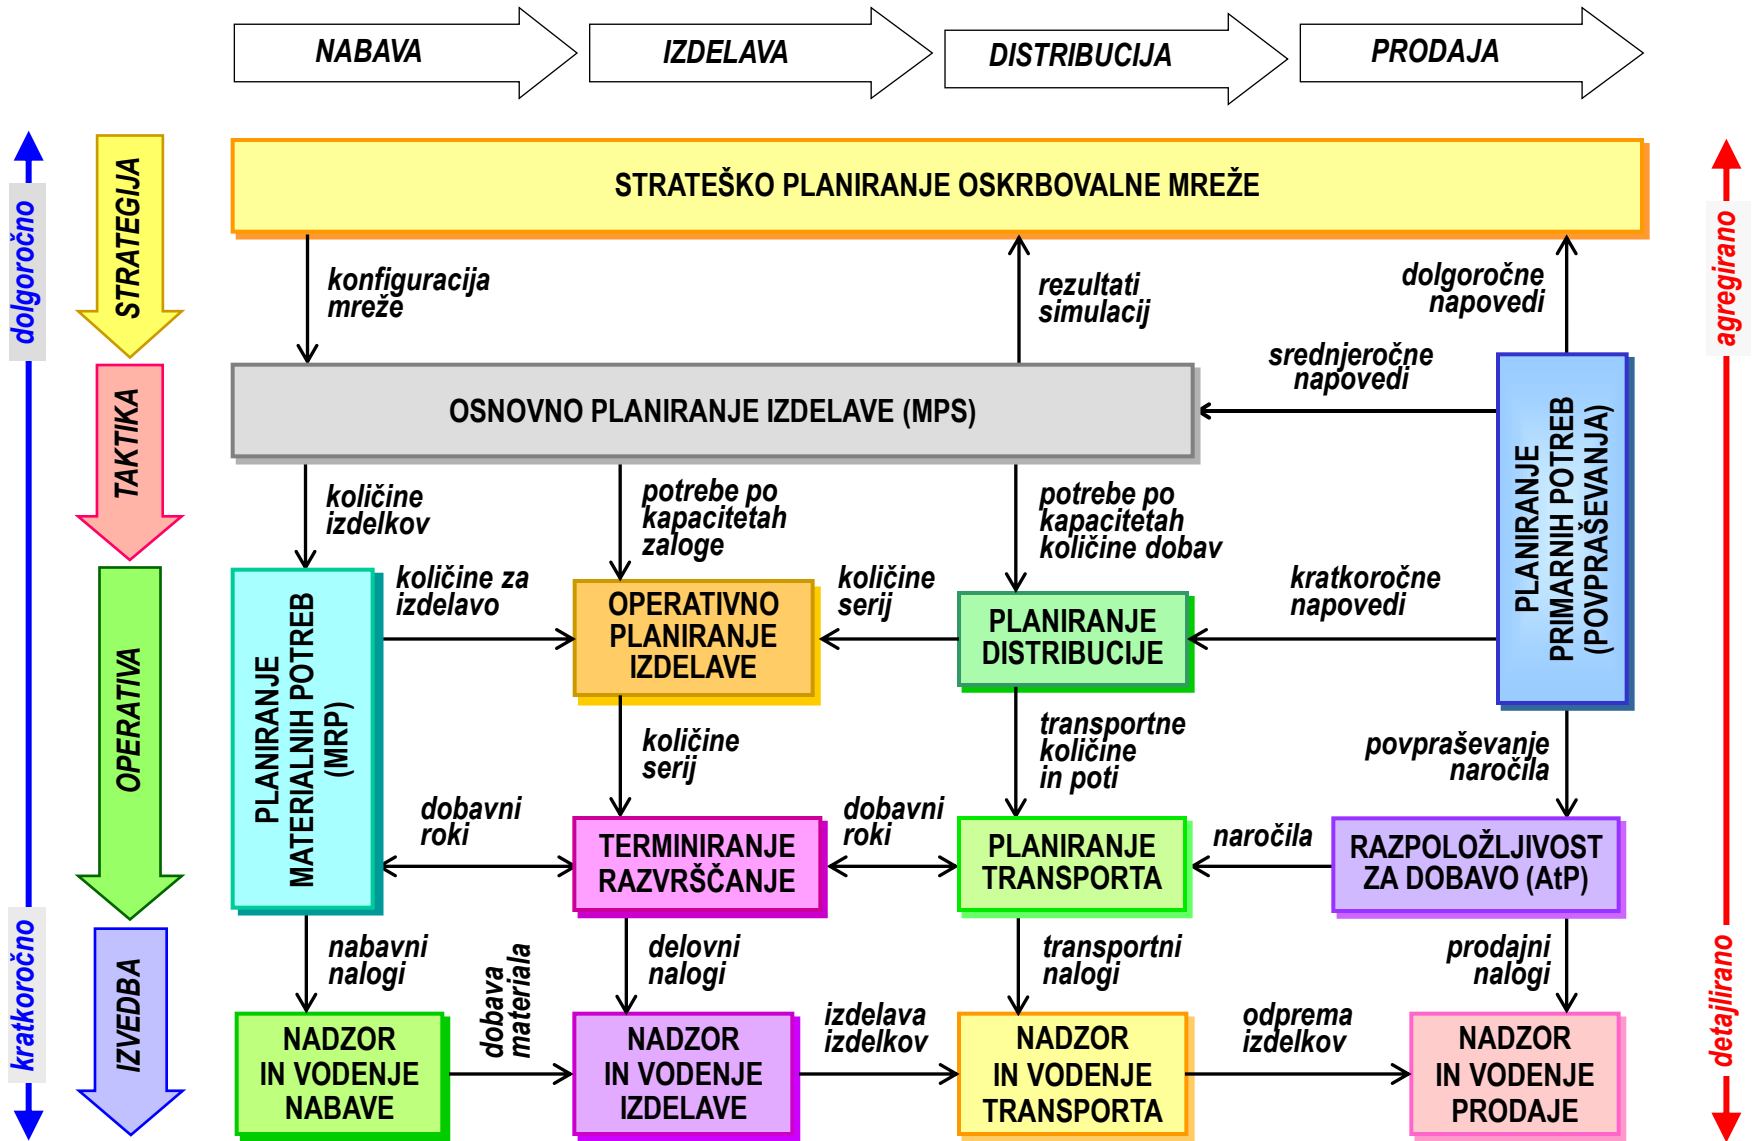 NABAVA
IZDELAVA
DISTRIBUCIJA
PRODAJA
dolgoročno
kratkoročno
STRATEGIJA
TAKTIKA
OPERATIVA
IZVEDBA
agregirano
detajlirano
STRATEŠKO PLANIRANJE OSKRBOVALNE MREŽE
konfiguracija
mreže
rezultati
simulacij
dolgoročne
napovedi
srednjeročne
napovedi
OSNOVNO PLANIRANJE IZDELAVE (MPS)
PLANIRANJE
PRIMARNIH POTREB
(POVPRAŠEVANJA)
količine
izdelkov
potrebe po
kapacitetah
zaloge
potrebe po
kapacitetah
količine dobav
PLANIRANJE
MATERIALNIH POTREB
(MRP)
količine za
izdelavo
OPERATIVNO
PLANIRANJE
IZDELAVE
količine
serij
PLANIRANJE
DISTRIBUCIJE
kratkoročne
napovedi
količine
serij
transportne
količine
in poti
povpraševanje
naročila
dobavni
roki
TERMINIRANJE
RAZVRŠČANJE
dobavni
roki
PLANIRANJE
TRANSPORTA
naročila
RAZPOLOŽLJIVOST
ZA DOBAVO (AtP)
nabavni
nalogi
dobava
materiala
delovni
nalogi
transportni
nalogi
prodajni
nalogi
NADZOR
IN VODENJE
NABAVE
NADZOR
IN VODENJE
IZDELAVE
izdelava
izdelkov
NADZOR
IN VODENJE
TRANSPORTA
odprema
izdelkov
NADZOR
IN VODENJE
PRODAJE